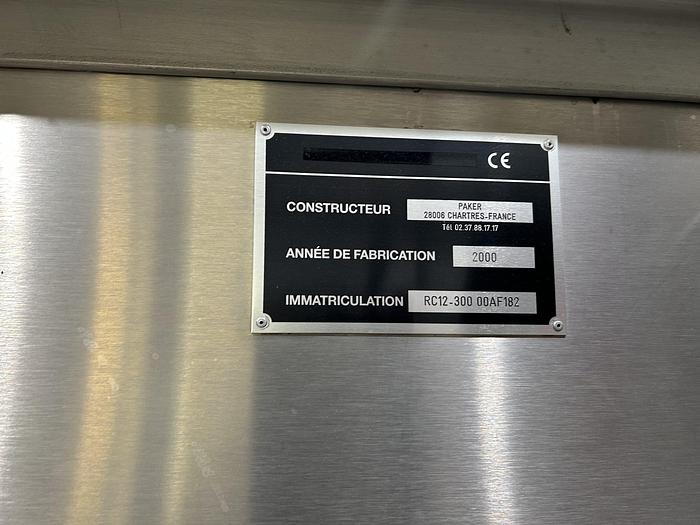 CE
CONSTRUCTEUR PAKER
28006 CHARTRES-FRANCE
Tél 02.37.88.17.17
ANNÉE DE FABRICATION 2000
IMMATRICULATION RC12-300 00AF182